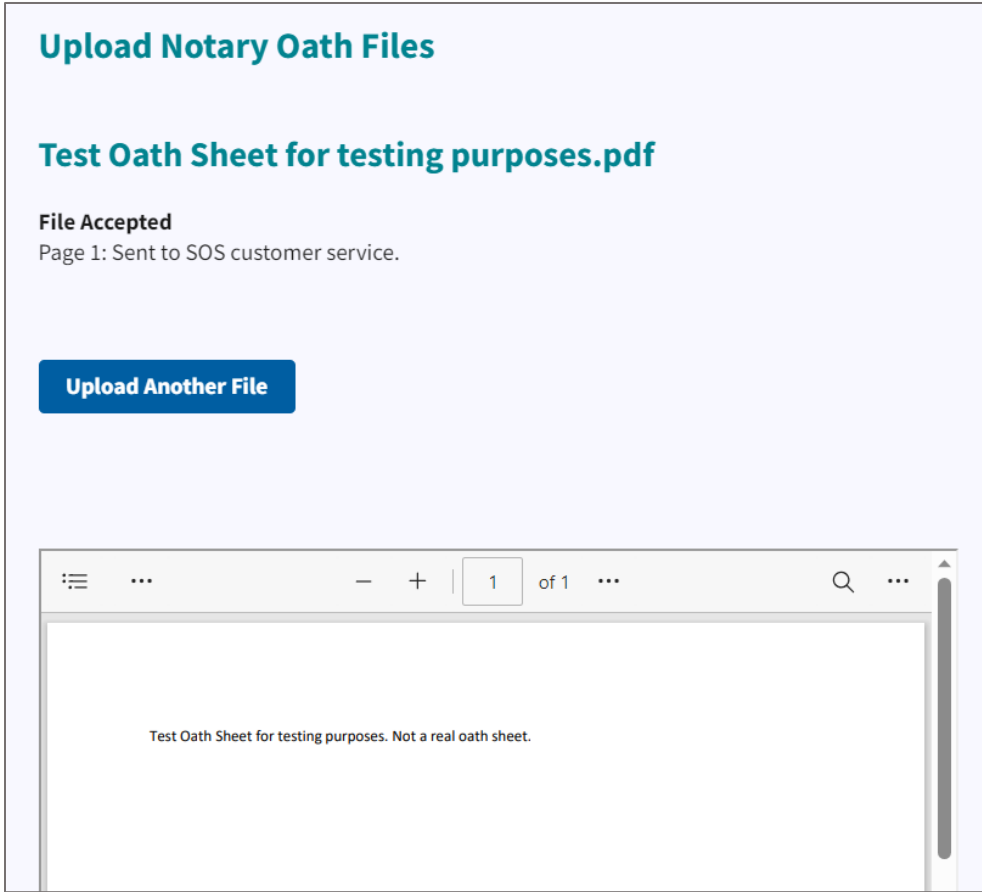 Upload Notary Oath Files
Test Oath Sheet for testing purposes.pdf
File Accepted
Page 1: Sent to SOS customer service.
Upload Another File
1 of 1
Test Oath Sheet for testing purposes. Not a real oath sheet.